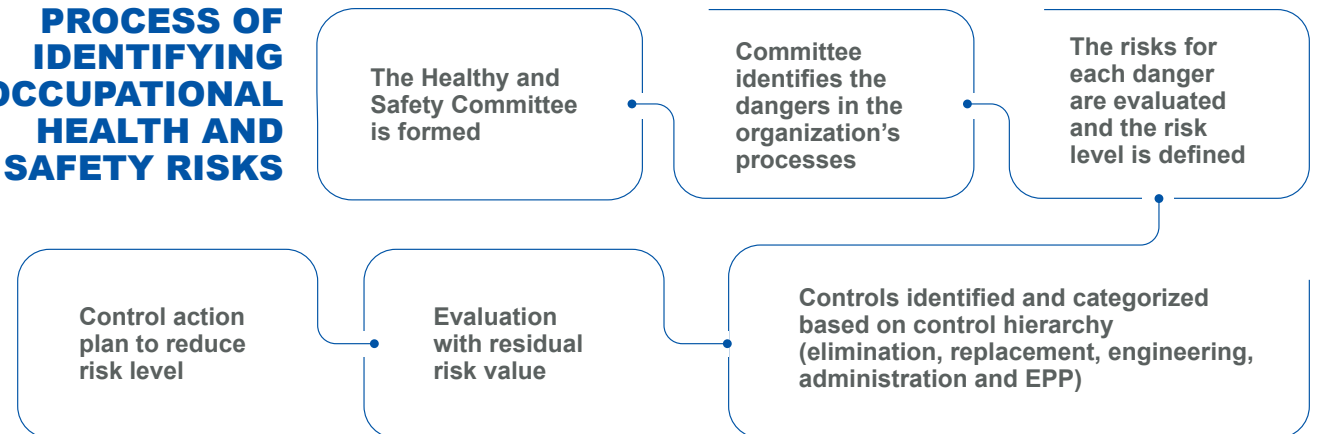 PROCESS OF
IDENTIFYING
OCCUPATIONAL
HEALTH AND
SAFETY RISKS
The Healthy and
Safety Committee
is formed
Committee
identifies the
dangers in the
organization's
processes
The risks for
each danger
are evaluated
and the risk
level is defined
Controls identified and categorized
based on control hierarchy
(elimination, replacement, engineering,
administration and EPP)
Evaluation
with residual
risk value
Control action
plan to reduce
risk level